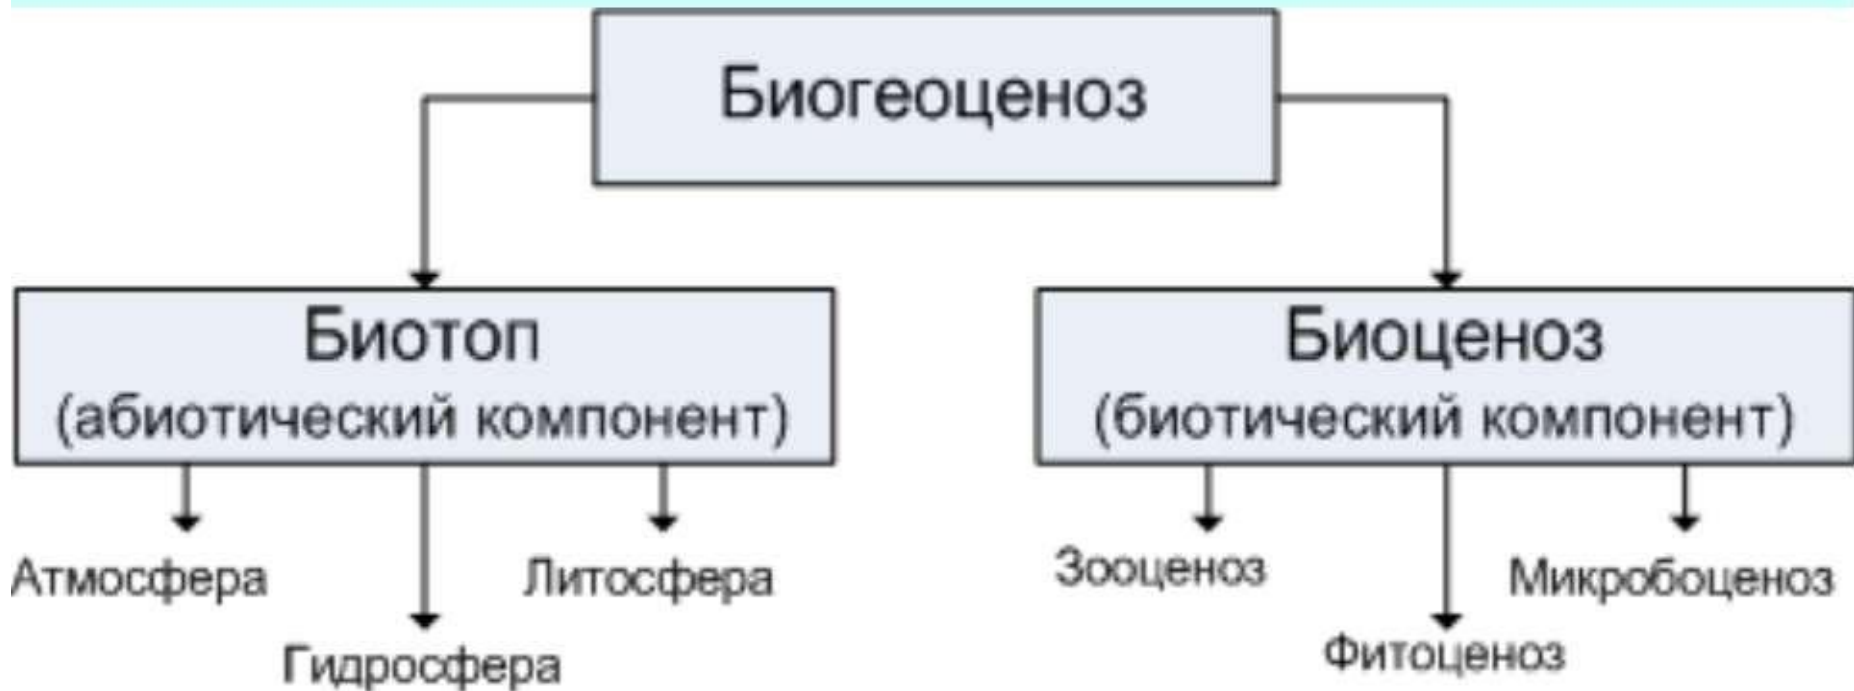 Биогеоценоз
Биотоп
(абиотический компонент)
Атмосфера
Гидросфера
Литосфера
Биоценоз
(биотический компонент)
Зооценоз
Фитоценоз
Микробоценоз